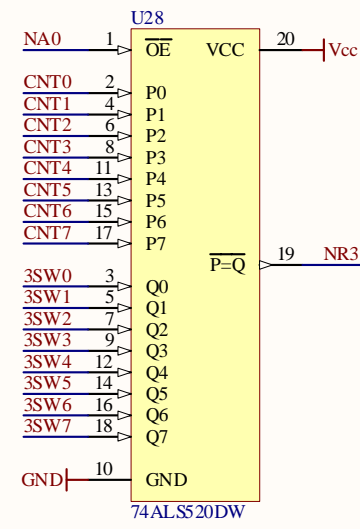 U28
NA0 1 OE VCC 20 Vcc
CNT0 2 P0
CNT1 4 P1
CNT2 6 P2
CNT3 8 P3
CNT4 11 P4
CNT5 13 P5
CNT6 15 P6
CNT7 17 P7
P=Q 19 NR3
3SW0 3 Q0
3SW1 5 Q1
3SW2 7 Q2
3SW3 9 Q3
3SW4 12 Q4
3SW5 14 Q5
3SW6 16 Q6
3SW7 18 Q7
GND 10 GND
74ALS520DW